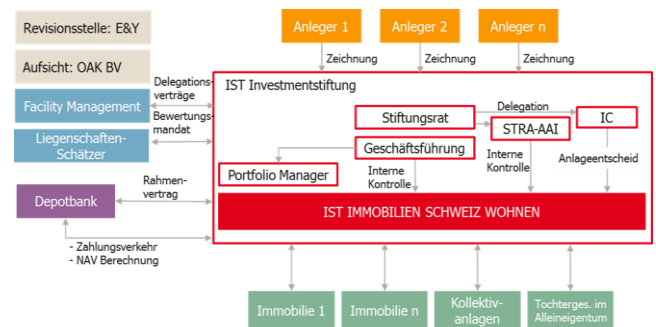 Revisionsstelle: E&Y
Anleger 1
Anleger 2
Anleger n
Zeichnung
Zeichnung
Zeichnung
Aufsicht: OAK BV
IST Investmentstiftung
Delegations-
verträge
Facility Management
Bewertungs-
mandat
Liegenschaften-
Schätzer
Stiftungsrat
Delegation
IC
STRA-AAI
Geschäftsführung
Interne
Kontrolle
Interne
Kontrolle
Anlageentscheid
Portfolio Manager
Rahmen-
vertrag
Depotbank
IST IMMOBILIEN SCHWEIZ WOHNEN
- Zahlungsverkehr
- NAV Berechnung
Immobilie 1
Immobilie n
Kollektiv-
anlagen
Tochterges. im
Alleineigentum